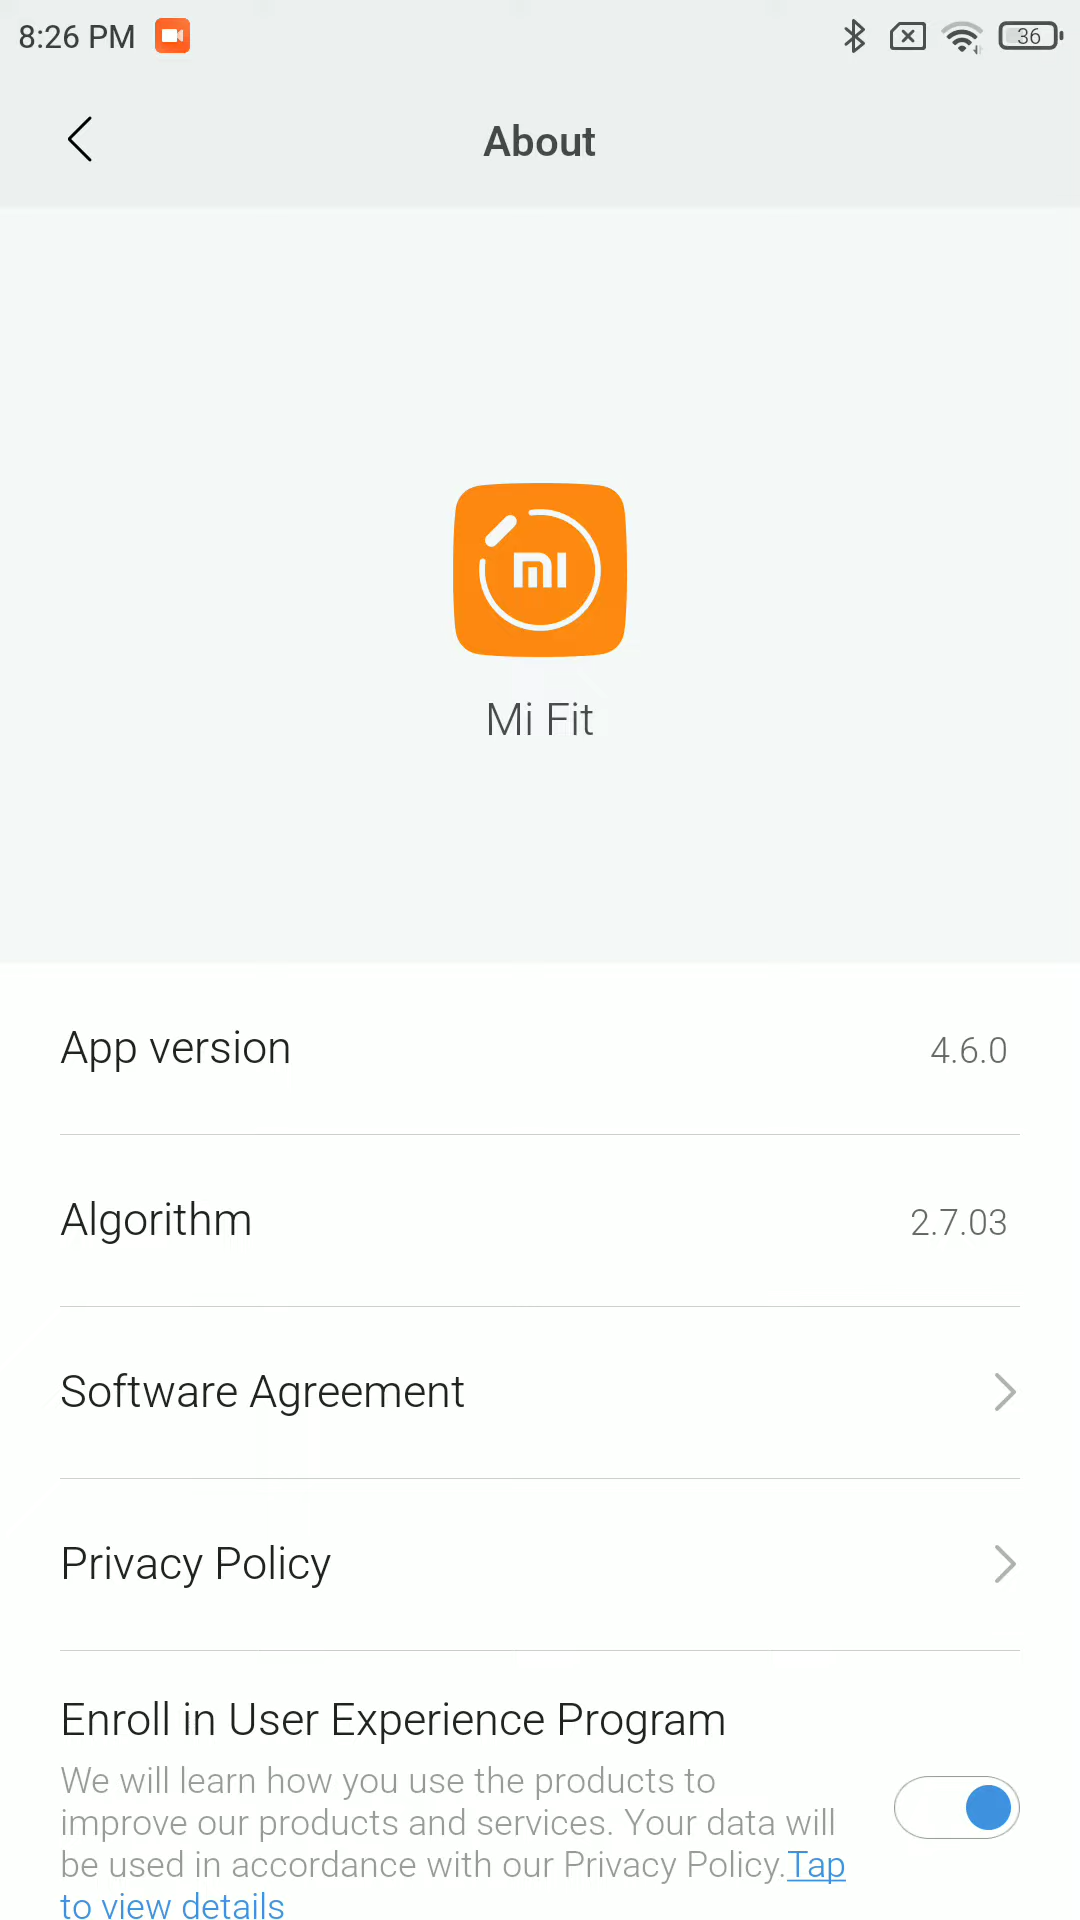 8:26 PM
36
About
mi
Mi Fit
App version
4.6.0
Algorithm
2.7.03
Software Agreement
Privacy Policy
Enroll in User Experience Program
We will learn how you use the products to
improve our products and services. Your data will
be used in accordance with our Privacy Policy.Tap
to view details